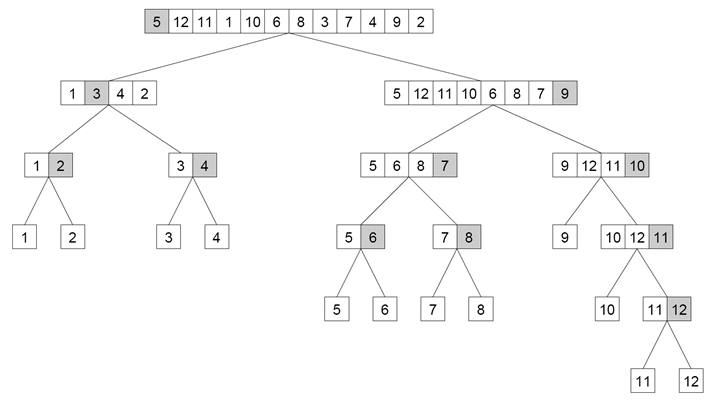 5 12 11 1 10 6 8 3 7 4 9 2
1 3 4 2 5 12 11 10 6 8 7 9
1 2 3 4 5 6 8 7 9 12 11 10
1 2 3 4 5 6 7 8 9 10 12 11
5 6 7 8 10 11 12
11 12